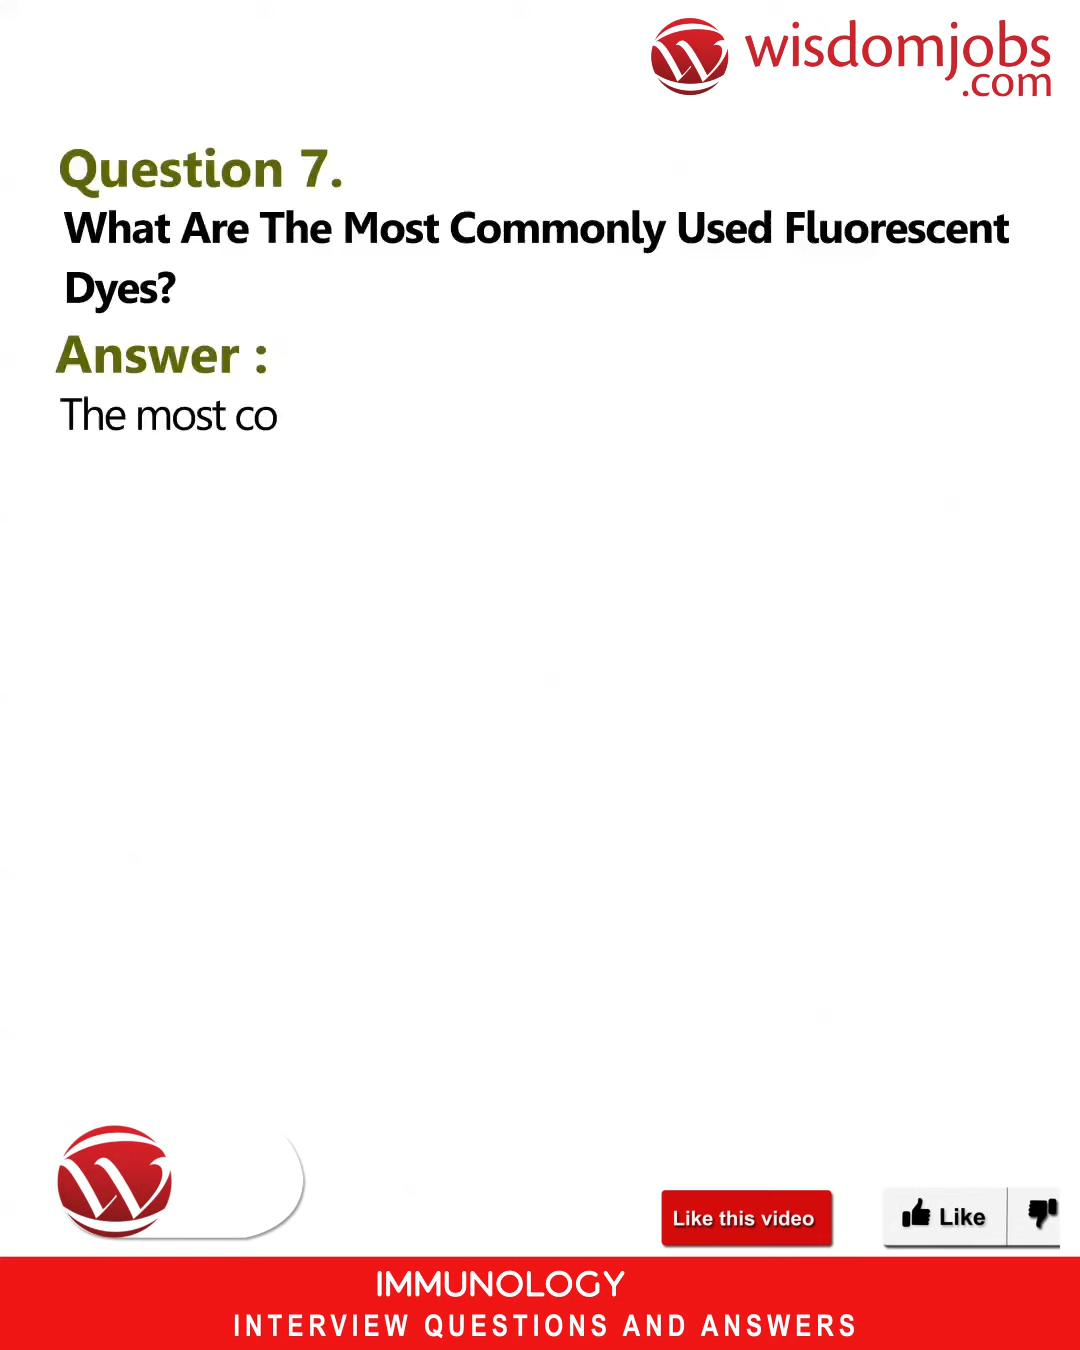 wisdomjobs
.com
Question 7.
What Are The Most Commonly Used Fluorescent
Dyes?
Answer :
The most co
Like this video
Like
IMMUNOLOGY
INTERVIEW QUESTIONS AND ANSWERS